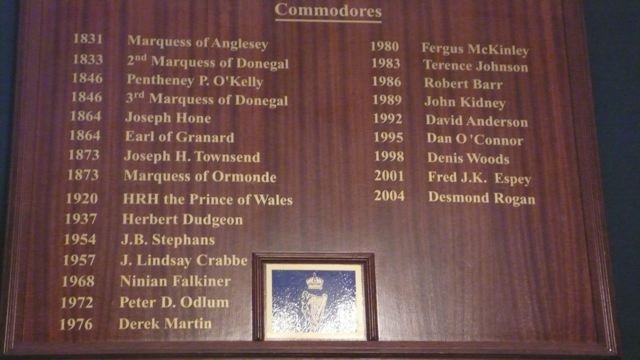 Commodores
1831 Marquess of Anglesey
1833 2nd Marquess of Donegal
1846 Pentheney P. O'Kelly
1846 3rd Marquess of Donegal
1864 Joseph Hone
1864 Earl of Granard
1873 Joseph H. Townsend
1873 Marquess of Ormonde
1920 HRH the Prince of Wales
1937 Herbert Dudgeon
1954 J.B. Stephans
1957 J. Lindsay Crabbe
1968 Ninian Falkiner
1972 Peter D. Odlum
1976 Derek Martin
1980 Fergus McKinley
1983 Terence Johnson
1986 Robert Barr
1989 John Kidney
1992 David Anderson
1995 Dan O'Connor
1998 Denis Woods
2001 Fred J.K. Espey
2004 Desmond Rogan